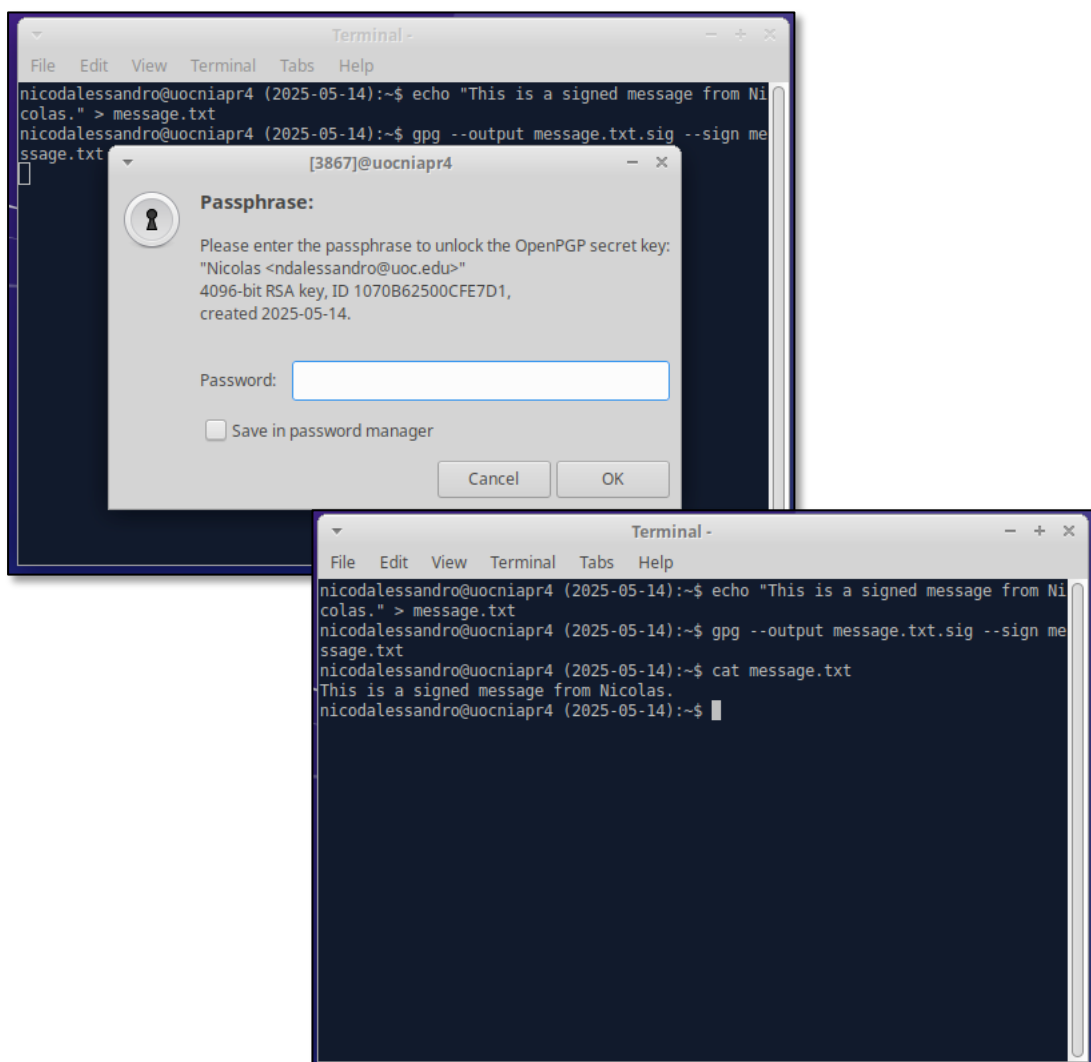 Terminal -
File Edit View Terminal Tabs Help
nicodalessandro@uocniapr4 (2025-05-14):~$ echo "This is a signed message from Ni
colas." > message.txt
nicodalessandro@uocniapr4 (2025-05-14):~$ gpg --output message.txt.sig --sign me
ssage.txt
[3867]@uocniapr4
Passphrase:
Please enter the passphrase to unlock the OpenPGP secret key:
"Nicolas <ndalessandro@uoc.edu>"
4096-bit RSA key, ID 1070B62500CFE7D1,
created 2025-05-14.
Password:
Save in password manager
Cancel OK
Terminal -
File Edit View Terminal Tabs Help
nicodalessandro@uocniapr4 (2025-05-14):~$ echo "This is a signed message from Ni
colas." > message.txt
nicodalessandro@uocniapr4 (2025-05-14):~$ gpg --output message.txt.sig --sign me
ssage.txt
nicodalessandro@uocniapr4 (2025-05-14):~$ cat message.txt
This is a signed message from Nicolas.
nicodalessandro@uocniapr4 (2025-05-14):~$